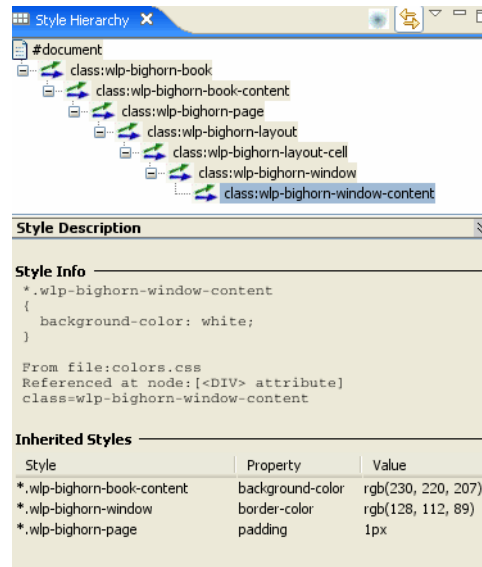 Style Hierarchy
#document
class:wlp-bighorn-book
class:wlp-bighorn-book-content
class:wlp-bighorn-page
class:wlp-bighorn-layout
class:wlp-bighorn-layout-cell
class:wlp-bighorn-window
class:wlp-bighorn-window-content
Style Description
Style Info
*.wlp-bighorn-window-content
{
background-color: white;
}
From file:colors.css
Referenced at node:[<DIV> attribute]
class=wlp-bighorn-window-content
Inherited Styles
Style Property Value
*.wlp-bighorn-book-content background-color rgb(230, 220, 207)
*.wlp-bighorn-window border-color rgb(128, 112, 89)
*.wlp-bighorn-page padding 1px